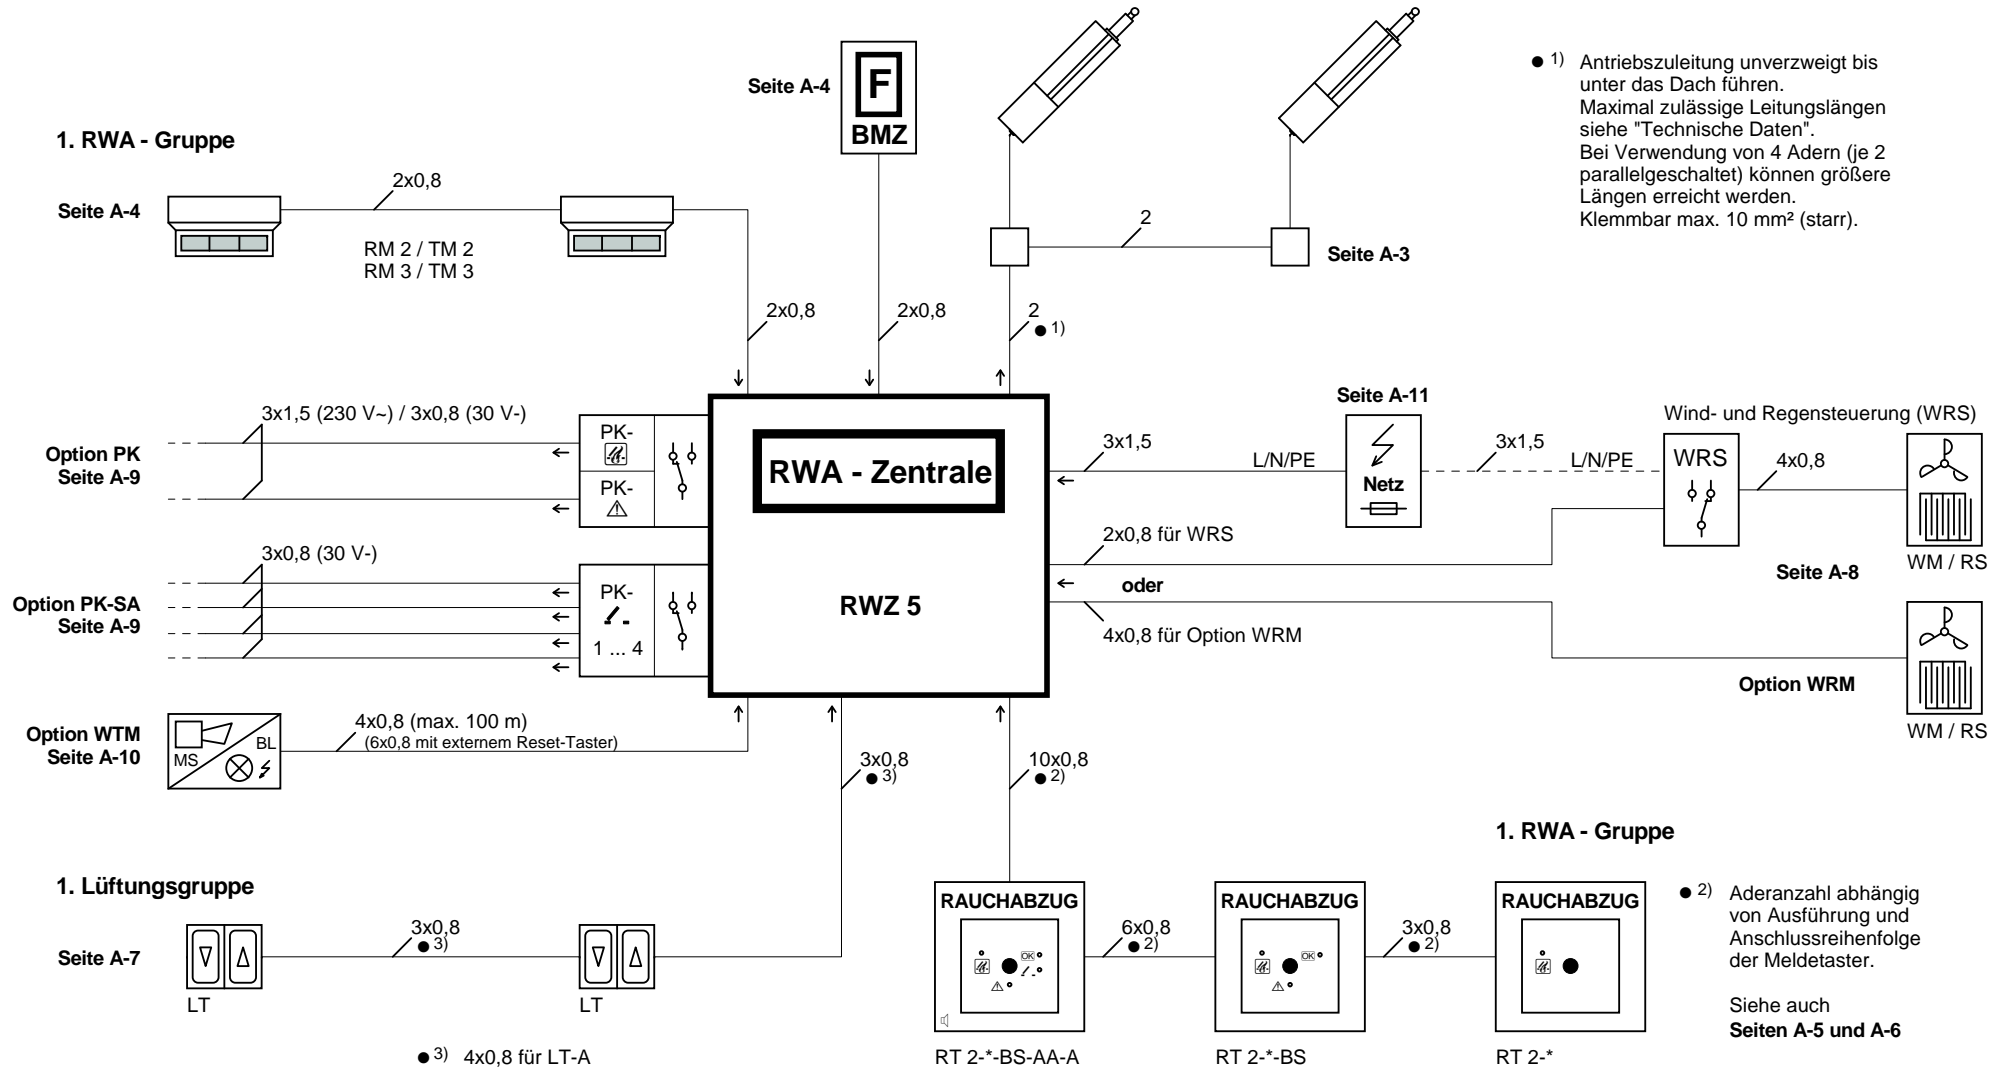 Seite A-4
F
BMZ
● 1) Antriebszuleitung unverzweigt bis
unter das Dach führen.
Maximal zulässige Leitungslängen
siehe "Technische Daten".
Bei Verwendung von 4 Adern (je 2
parallelgeschaltet) können größere
Längen erreicht werden.
Klemmbar max. 10 mm² (starr).
1. RWA - Gruppe
Seite A-4
2x0,8
RM 2 / TM 2
RM 3 / TM 3
2
Seite A-3
2x0,8
2x0,8
2
● 1)
Option PK
Seite A-9
3x1,5 (230 V~) / 3x0,8 (30 V-)
PK-
PK-
RWA - Zentrale
RWZ 5
3x1,5
L/N/PE
Seite A-11
Netz
3x1,5
L/N/PE
Wind- und Regensteuerung (WRS)
WRS
4x0,8
WM / RS
2x0,8 für WRS
oder
4x0,8 für Option WRM
Seite A-8
Option WRM
WM / RS
Option PK-SA
Seite A-9
3x0,8 (30 V-)
PK-
1 ... 4
Option WTM
Seite A-10
MS
BL
4x0,8 (max. 100 m)
(6x0,8 mit externem Reset-Taster)
3x0,8
● 3)
10x0,8
● 2)
1. Lüftungsgruppe
Seite A-7
LT
3x0,8
● 3)
LT
● 3) 4x0,8 für LT-A
1. RWA - Gruppe
RAUCHABZUG
OK
RT 2-*-BS-AA-A
6x0,8
● 2)
RAUCHABZUG
OK
RT 2-*-BS
3x0,8
● 2)
RAUCHABZUG
RT 2-*
● 2) Aderanzahl abhängig
von Ausführung und
Anschlussreihenfolge
der Meldetaster.
Siehe auch
Seiten A-5 und A-6